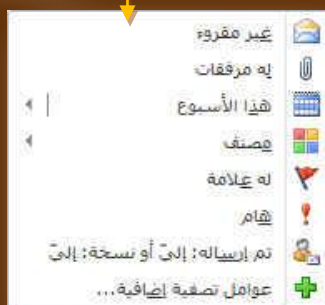 غير مقروء
له مرفقات
هذا الأسبوع
مصنف
له علامة
هام
تم إرساله: إليّ أو نسخة: إليّ
عوامل تصفية إضافية...